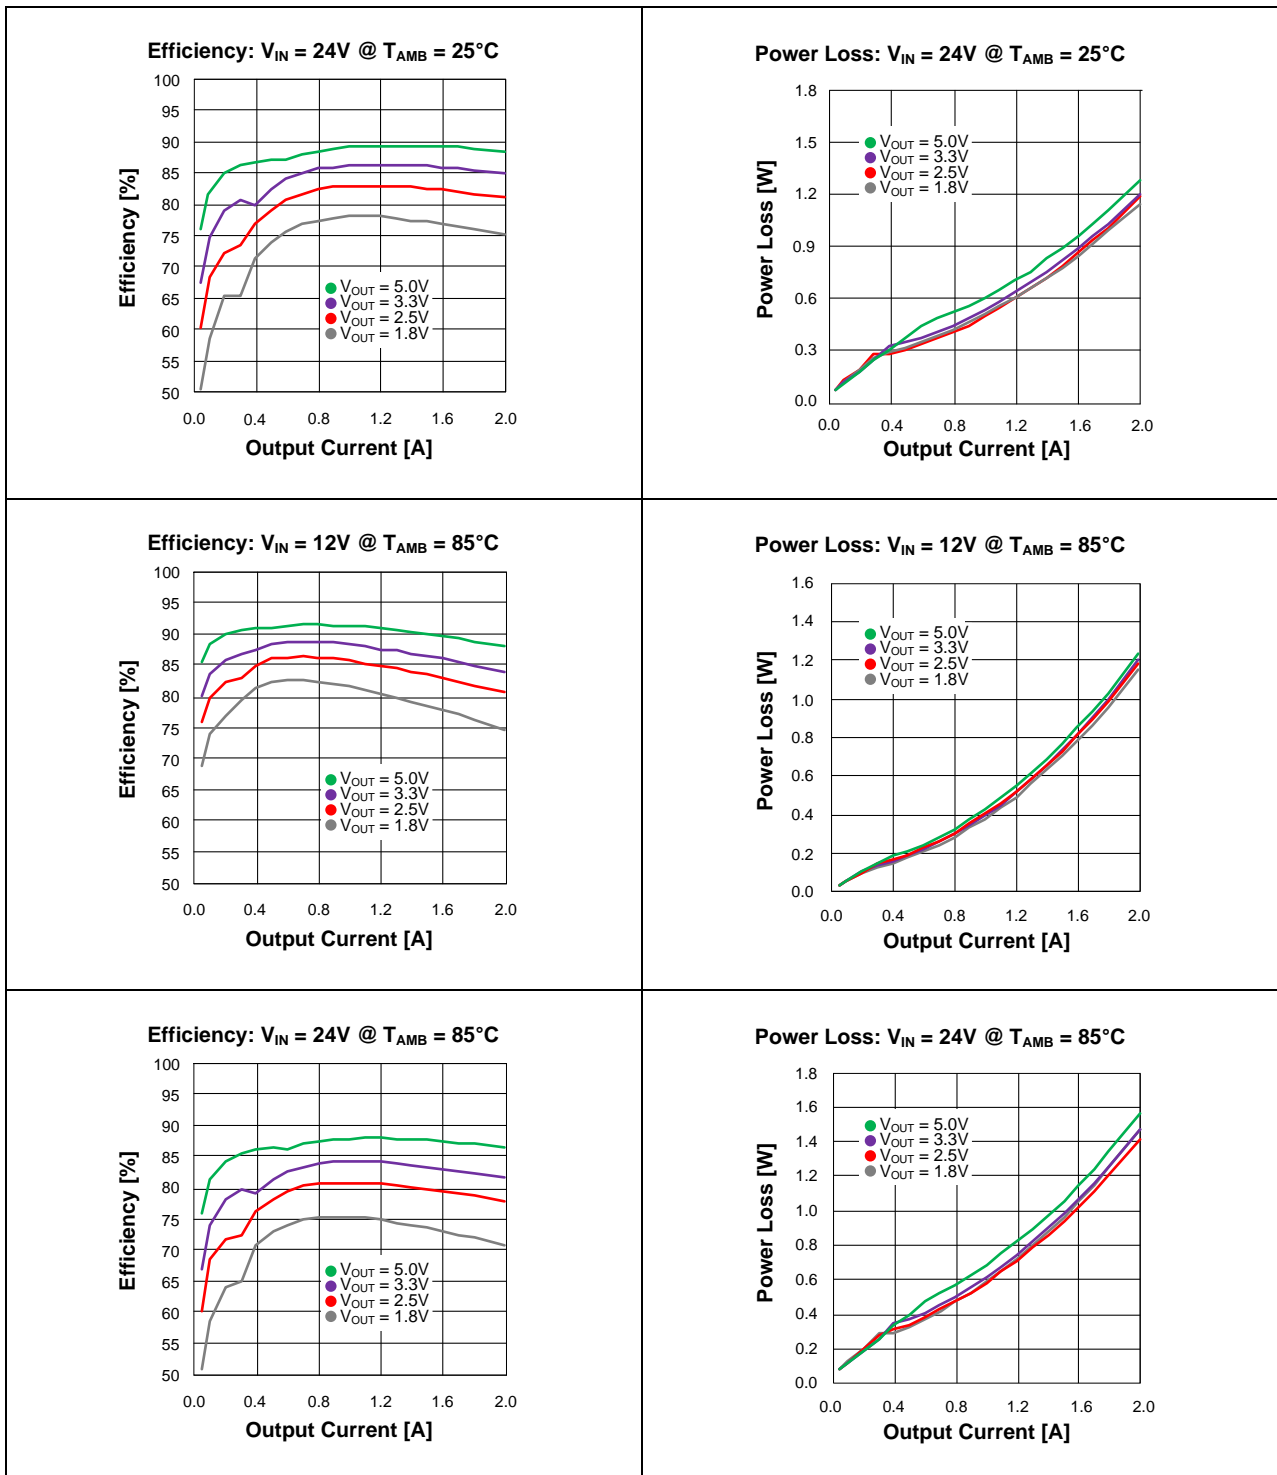 Efficiency: VIN = 24V @ TAMB = 25°C
Efficiency [%]
100
95
90
85
80
75
70
65
60
55
50
VOUT = 5.0V
VOUT = 3.3V
VOUT = 2.5V
VOUT = 1.8V
0.0 0.4 0.8 1.2 1.6 2.0
Output Current [A]
Power Loss: VIN = 24V @ TAMB = 25°C
Power Loss [W]
1.8
1.5
1.2
0.9
0.6
0.3
0.0
VOUT = 5.0V
VOUT = 3.3V
VOUT = 2.5V
VOUT = 1.8V
0.0 0.4 0.8 1.2 1.6 2.0
Output Current [A]
Efficiency: VIN = 12V @ TAMB = 85°C
Efficiency [%]
100
95
90
85
80
75
70
65
60
55
50
VOUT = 5.0V
VOUT = 3.3V
VOUT = 2.5V
VOUT = 1.8V
0.0 0.4 0.8 1.2 1.6 2.0
Output Current [A]
Power Loss: VIN = 12V @ TAMB = 85°C
Power Loss [W]
1.6
1.4
1.2
1.0
0.8
0.6
0.4
0.2
0.0
VOUT = 5.0V
VOUT = 3.3V
VOUT = 2.5V
VOUT = 1.8V
0.0 0.4 0.8 1.2 1.6 2.0
Output Current [A]
Efficiency: VIN = 24V @ TAMB = 85°C
Efficiency [%]
100
95
90
85
80
75
70
65
60
55
50
VOUT = 5.0V
VOUT = 3.3V
VOUT = 2.5V
VOUT = 1.8V
0.0 0.4 0.8 1.2 1.6 2.0
Output Current [A]
Power Loss: VIN = 24V @ TAMB = 85°C
Power Loss [W]
1.8
1.6
1.4
1.2
1.0
0.8
0.6
0.4
0.2
0.0
VOUT = 5.0V
VOUT = 3.3V
VOUT = 2.5V
VOUT = 1.8V
0.0 0.4 0.8 1.2 1.6 2.0
Output Current [A]